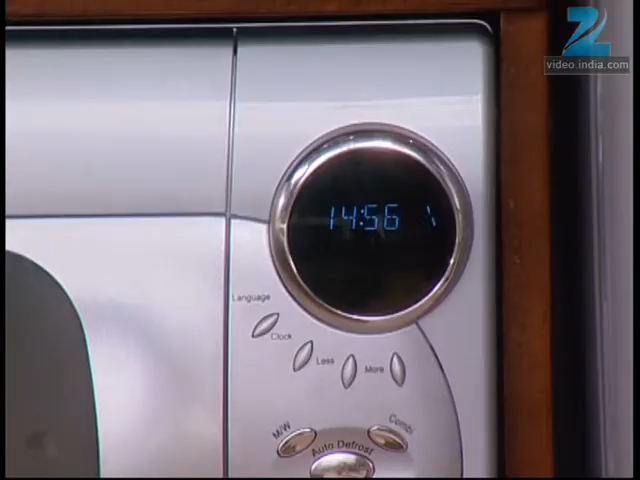 Z
video.india.com
14:56
Language
Clock
Less
More
M/W
Combi
Auto Defrost